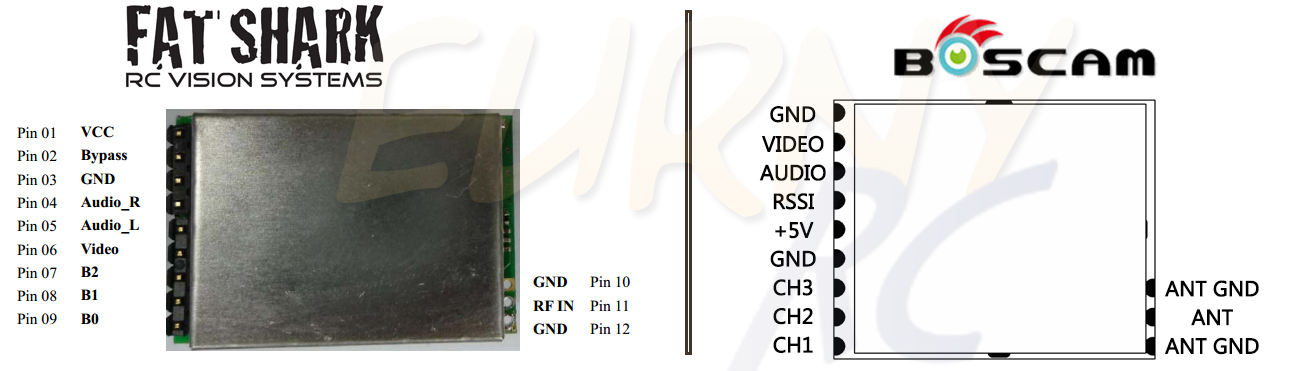 FAT SHARK
RC VISION SYSTEMS
Pin 01 VCC
Pin 02 Bypass
Pin 03 GND
Pin 04 Audio_R
Pin 05 Audio_L
Pin 06 Video
Pin 07 B2
Pin 08 B1
Pin 09 B0
GND Pin 10
RF IN Pin 11
GND Pin 12
BOSCAM
GND
VIDEO
AUDIO
RSSI
+5V
GND
CH3
CH2
CH1
ANT GND
ANT
ANT GND
EURNY
RC